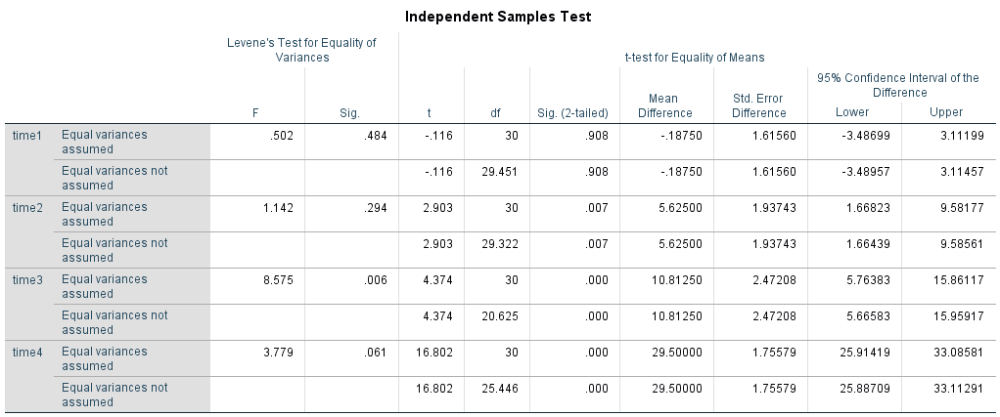 Independent Samples Test
Levene's Test for Equality of
Variances
t-test for Equality of Means
F
Sig.
t
df
Sig. (2-tailed)
Mean
Difference
Std. Error
Difference
95% Confidence Interval of the
Difference
Lower
Upper
time1
Equal variances
assumed
.502 .484 -.116 30 .908 -.18750 1.61560 -3.48699 3.11199
Equal variances not
assumed
-.116 29.451 .908 -.18750 1.61560 -3.48957 3.11457
time2
Equal variances
assumed
1.142 .294 2.903 30 .007 5.62500 1.93743 1.66823 9.58177
Equal variances not
assumed
2.903 29.322 .007 5.62500 1.93743 1.66439 9.58561
time3
Equal variances
assumed
8.575 .006 4.374 30 .000 10.81250 2.47208 5.76383 15.86117
Equal variances not
assumed
4.374 20.625 .000 10.81250 2.47208 5.66583 15.95917
time4
Equal variances
assumed
3.779 .061 16.802 30 .000 29.50000 1.75579 25.91419 33.08581
Equal variances not
assumed
16.802 25.446 .000 29.50000 1.75579 25.88709 33.11291